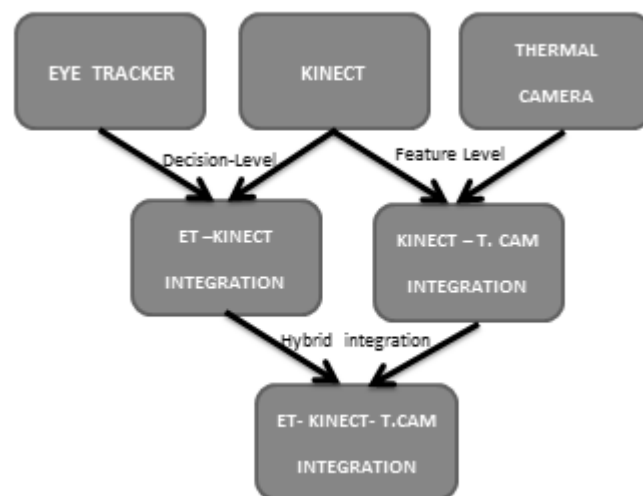 EYE TRACKER
KINECT
THERMAL
CAMERA
Decision-Level
Feature Level
ET –KINECT
INTEGRATION
KINECT – T. CAM
INTEGRATION
Hybrid integration
ET- KINECT- T.CAM
INTEGRATION